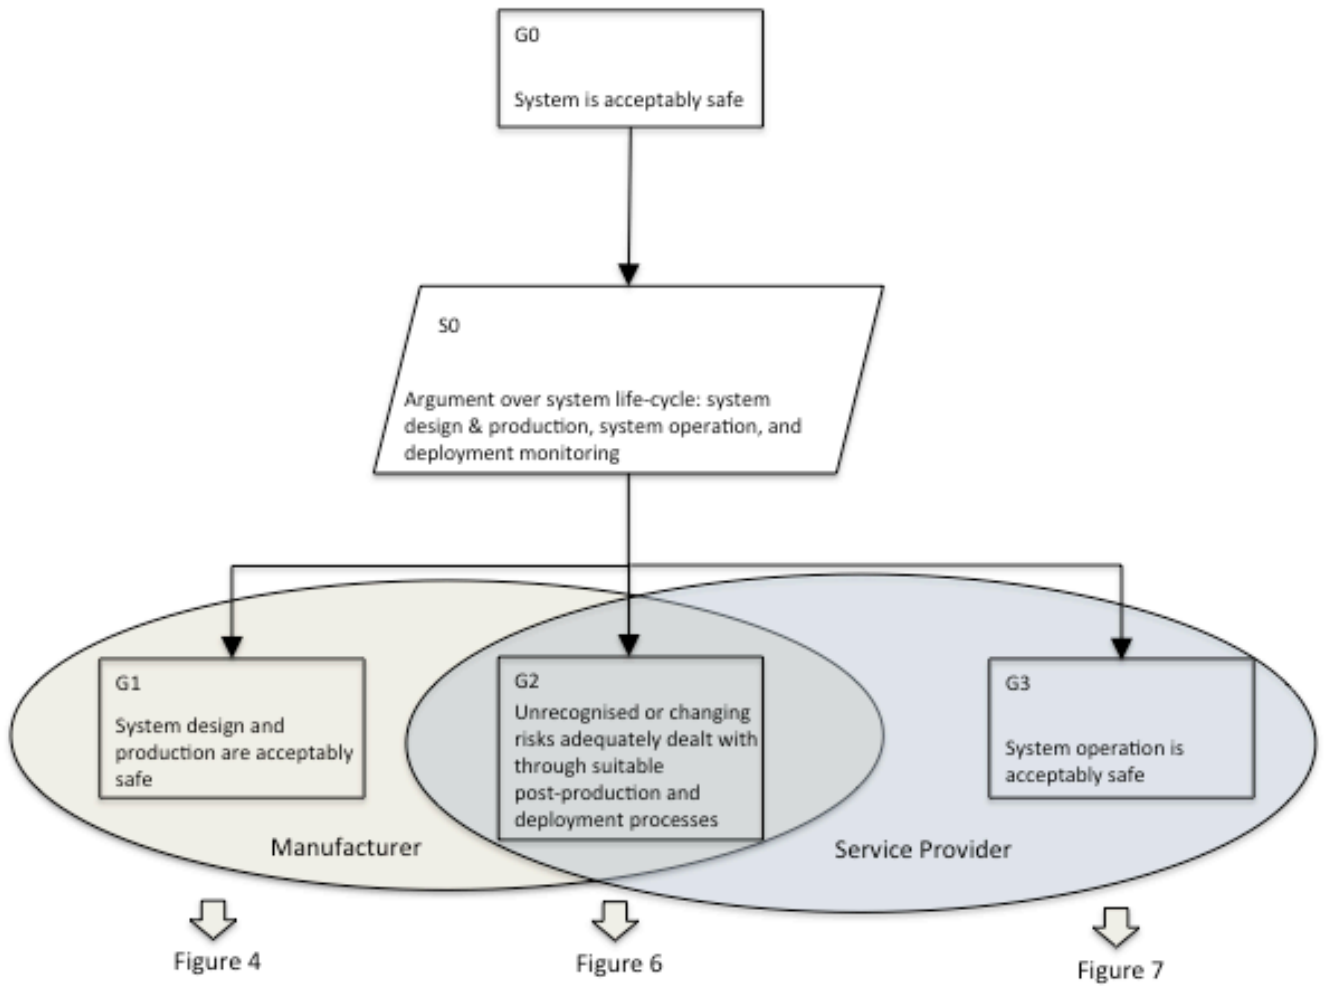 G0
System is acceptably safe
S0
Argument over system life-cycle: system
design & production, system operation, and
deployment monitoring
G1
System design and
production are acceptably
safe
G2
Unrecognised or changing
risks adequately dealt with
through suitable
post-production and
deployment processes
G3
System operation is
acceptably safe
Manufacturer
Service Provider
Figure 4
Figure 6
Figure 7